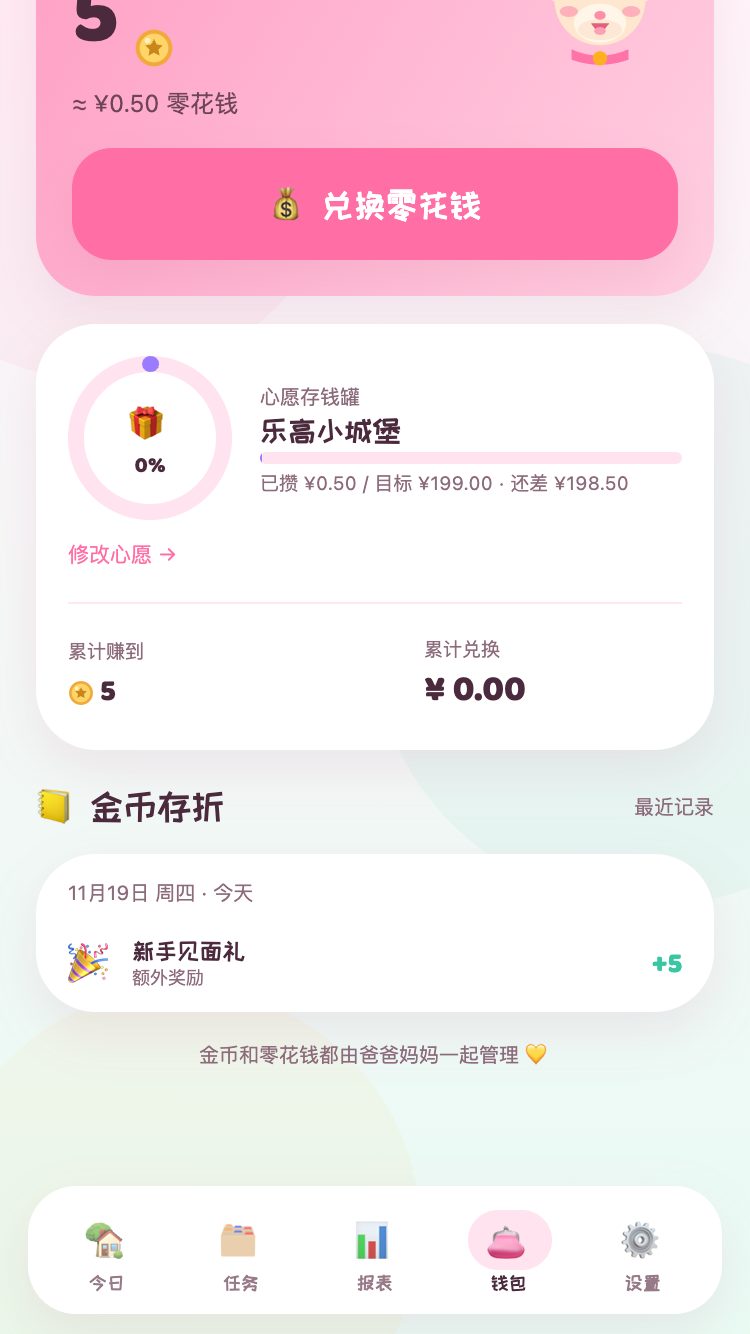 5
≈ ¥0.50 零花钱
兑换零花钱
心愿存钱罐
乐高小城堡
0%
已攒 ¥0.50 / 目标 ¥199.00 · 还差 ¥198.50
修改心愿 →
累计赚到
5
累计兑换
¥ 0.00
金币存折
最近记录
11月19日 周四 · 今天
新手见面礼
额外奖励
+5
金币和零花钱都由爸爸妈妈一起管理 💛
今日
任务
报表
钱包
设置